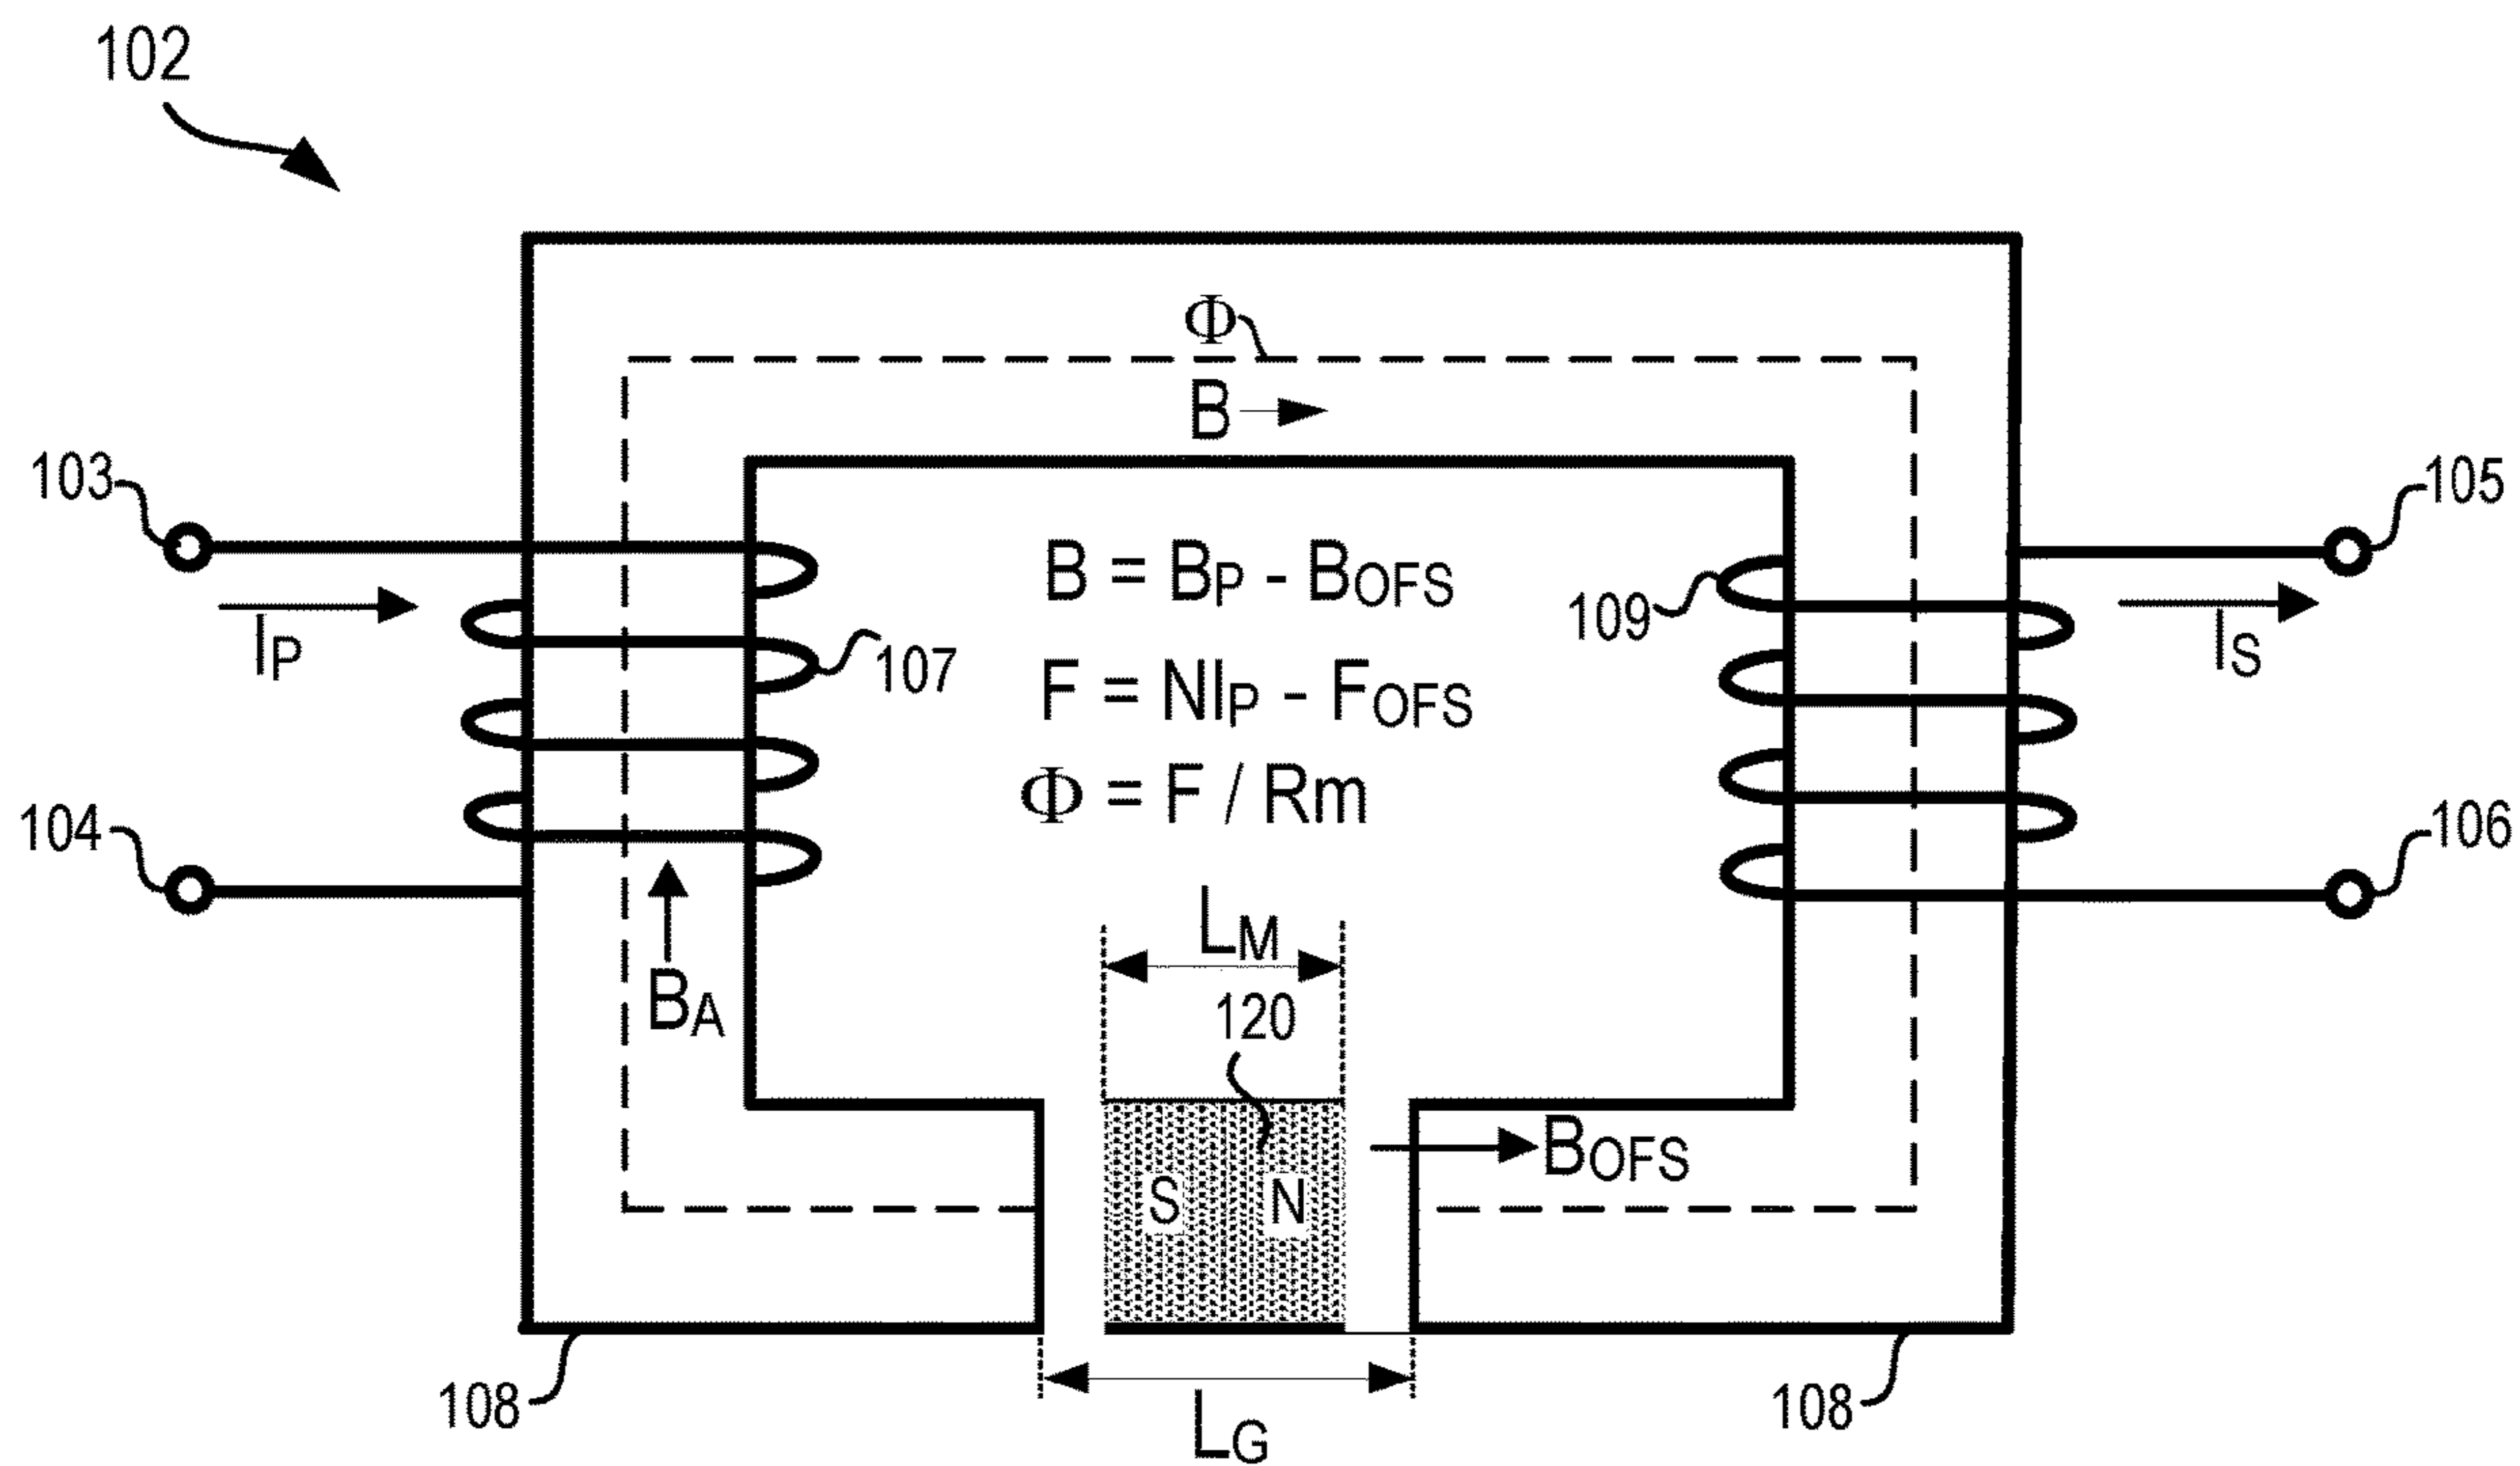 102
Φ
B
103
105
B = BP - BOFS
109
IP
IS
107
F = NIP - FOFS
Φ = F / Rm
104
106
LM
BA
120
BOFS
S N
108
108
LG